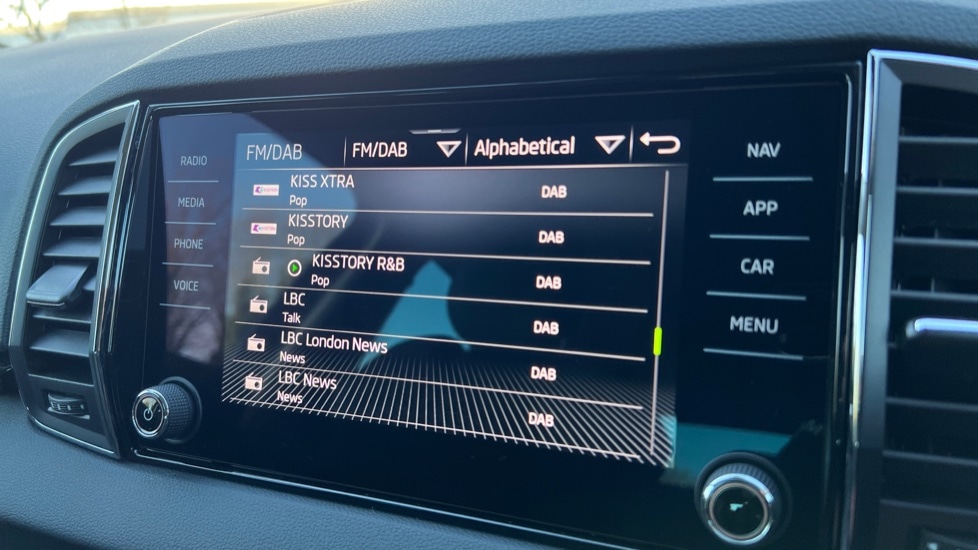 RADIO
MEDIA
PHONE
VOICE
FM/DAB FM/DAB Alphabetical
KISS XTRA
Pop
DAB
KISSTORY
Pop
DAB
KISSTORY R&B
Pop
DAB
LBC
Talk
DAB
LBC London News
News
DAB
LBC News
News
DAB
NAV
APP
CAR
MENU